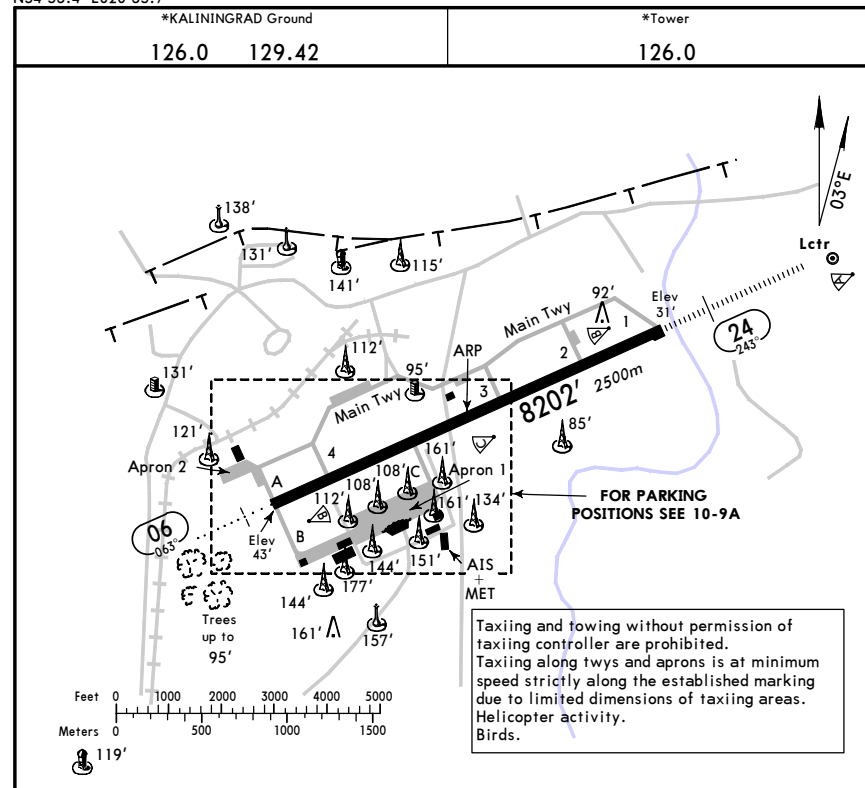 *KALININGRAD Ground
*Tower
126.0 129.42
126.0
138'
131'
141'
115'
03°E
Lctr
A
92'
Elev
31'
Main Twy
B
1
24
243°
112'
ARP
2
131'
95'
3
8202' 2500m
Main Twy
121'
85'
C
161'
4
Apron 2
A
108'
C
Apron 1
108'
112'
161'
134'
FOR PARKING
POSITIONS SEE 10-9A
06
063°
Elev
43'
B
B
144'
151'
AIS
+
MET
177'
144'
Trees
up to
95'
161'
157'
Taxiing and towing without permission of
taxiing controller are prohibited.
Taxiing along twys and aprons is at minimum
speed strictly along the established marking
due to limited dimensions of taxiing areas.
Helicopter activity.
Birds.
Feet 0 1000 2000 3000 4000 5000
Meters 0 500 1000 1500
119'